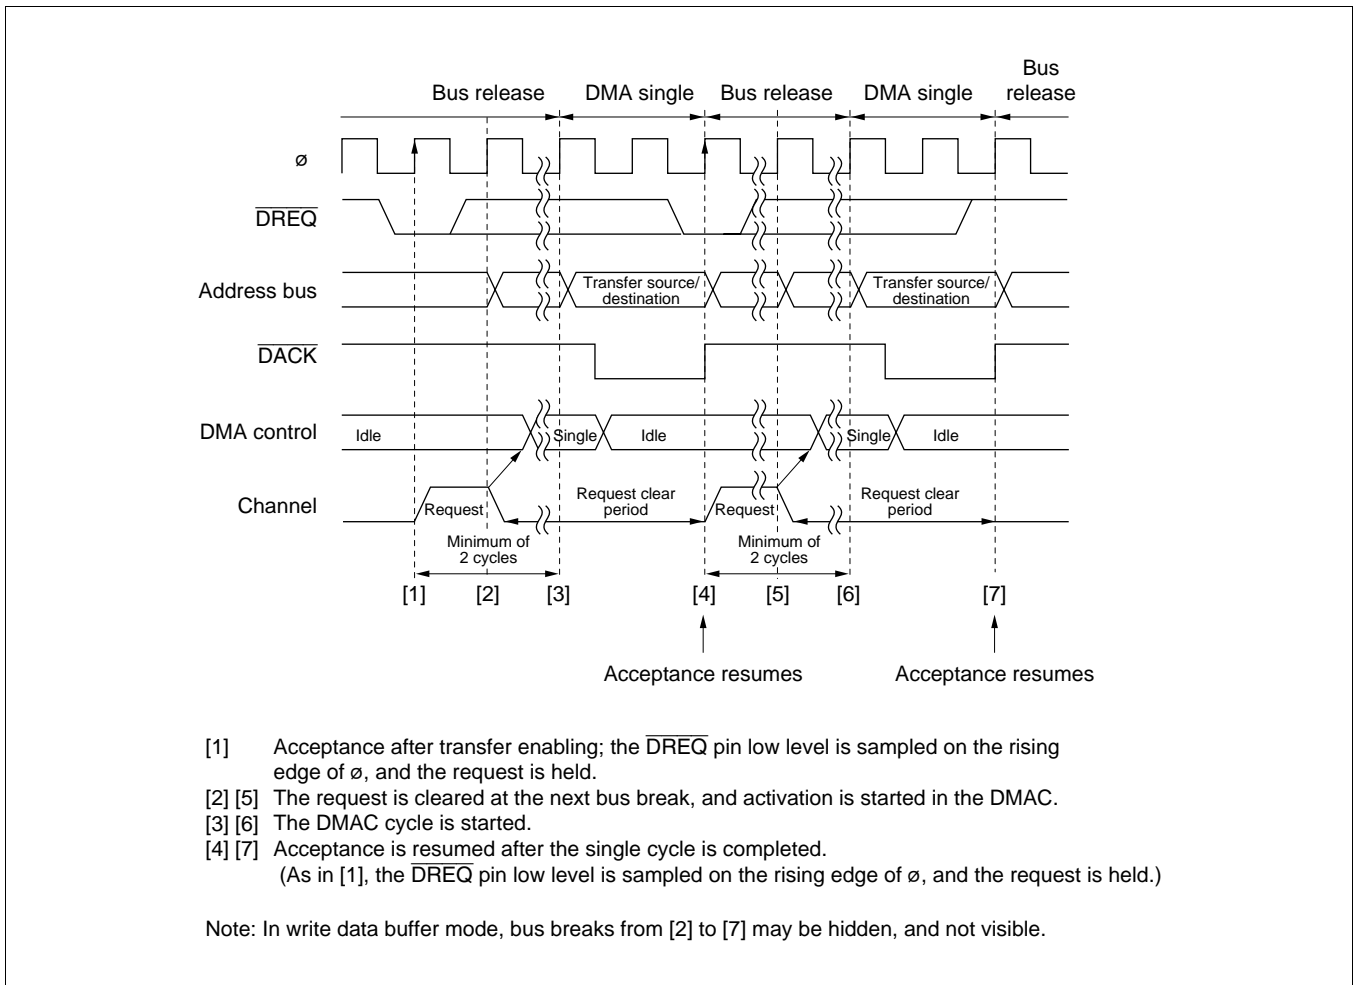 Bus
Bus release DMA single Bus release DMA single release
ø
DREQ
Address bus Transfer source/ Transfer source/
destination destination
DACK
DMA control Idle Single Idle Single Idle
Channel Request Request clear Request Request clear
period period
Minimum of Minimum of
2 cycles 2 cycles
[1] [2] [3] [4] [5] [6] [7]
Acceptance resumes Acceptance resumes
[1] Acceptance after transfer enabling; the DREQ pin low level is sampled on the rising
edge of ø, and the request is held.
[2] [5] The request is cleared at the next bus break, and activation is started in the DMAC.
[3] [6] The DMAC cycle is started.
[4] [7] Acceptance is resumed after the single cycle is completed.
(As in [1], the DREQ pin low level is sampled on the rising edge of ø, and the request is held.)
Note: In write data buffer mode, bus breaks from [2] to [7] may be hidden, and not visible.